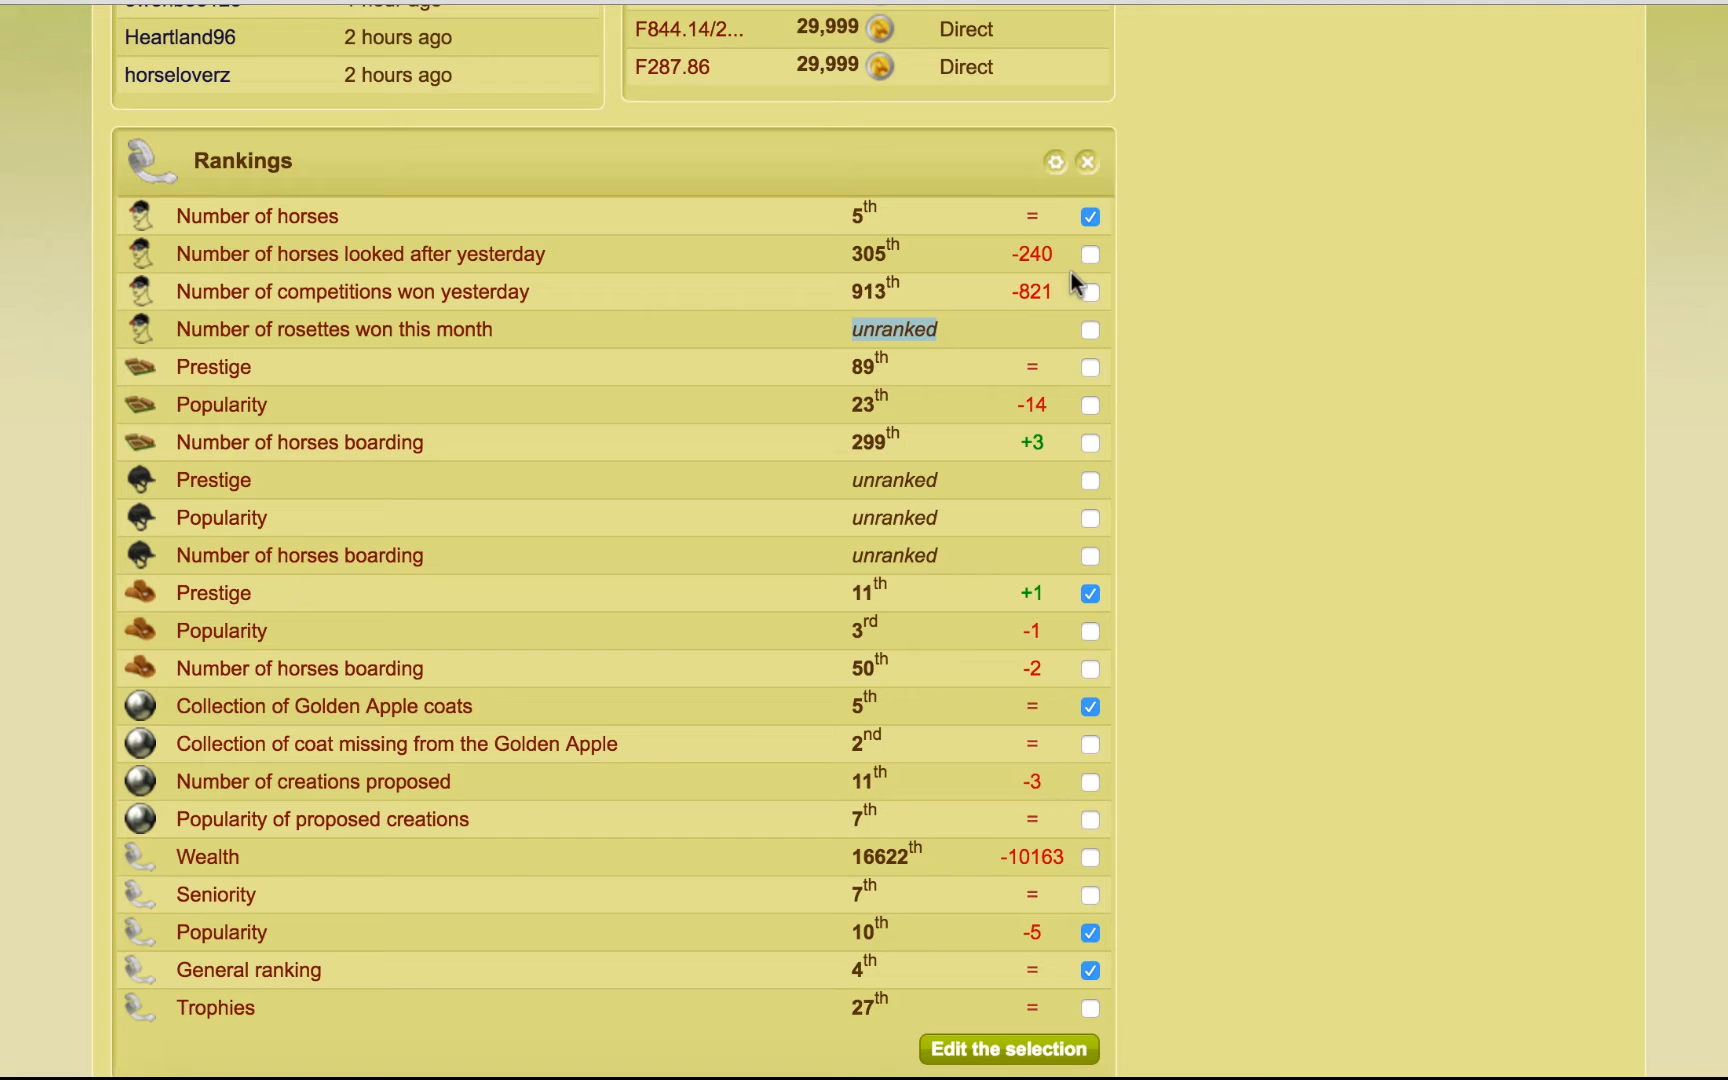 1 hour ago
Heartland96 2 hours ago
horseloverz 2 hours ago
F844.14/2... 29,999 Direct
F287.86 29,999 Direct
Rankings
Number of horses 5th =
Number of horses looked after yesterday 305th -240
Number of competitions won yesterday 913th -821
Number of rosettes won this month unranked
Prestige 89th =
Popularity 23th -14
Number of horses boarding 299th +3
Prestige unranked
Popularity unranked
Number of horses boarding unranked
Prestige 11th +1
Popularity 3rd -1
Number of horses boarding 50th -2
Collection of Golden Apple coats 5th =
Collection of coat missing from the Golden Apple 2nd =
Number of creations proposed 11th -3
Popularity of proposed creations 7th =
Wealth 16622th -10163
Seniority 7th =
Popularity 10th -5
General ranking 4th =
Trophies 27th =
Edit the selection